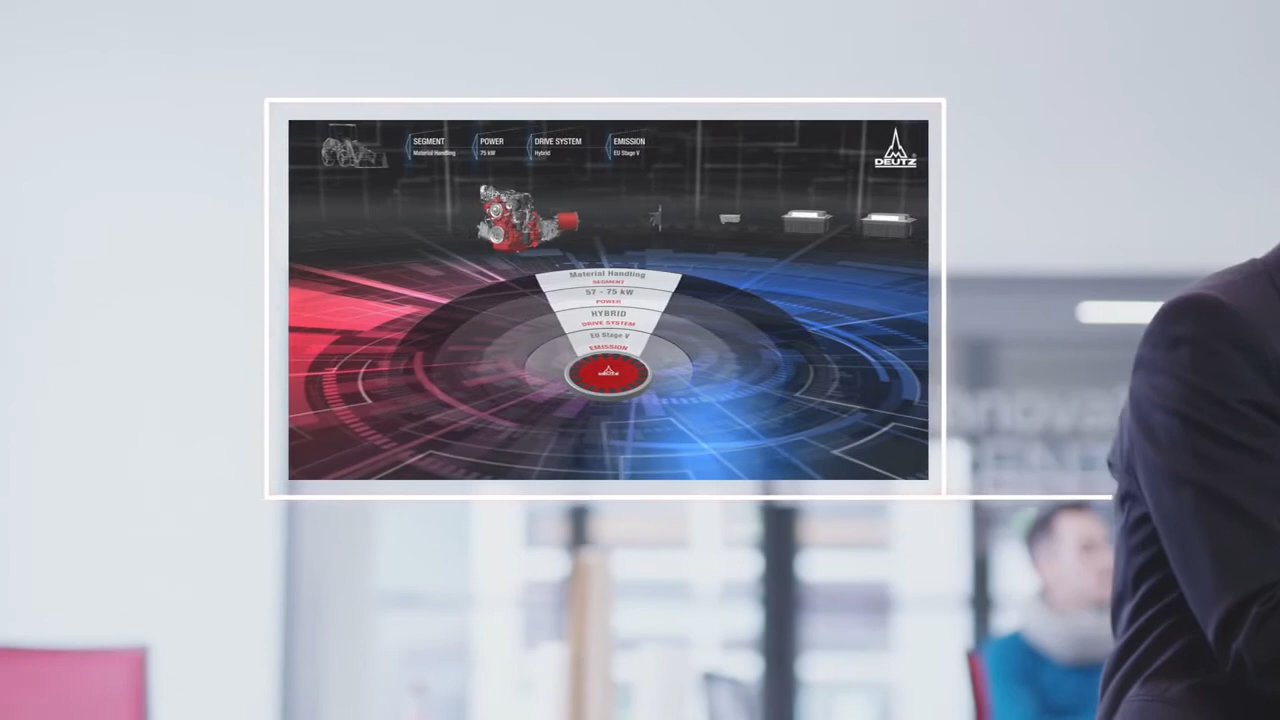 SEGMENT POWER DRIVE SYSTEM EMISSION
Material Handling 75 kW Hybrid EU Stage V
DEUTZ
Material Handling
SEGMENT
57 - 75 kW
POWER
HYBRID
DRIVE SYSTEM
EU Stage V
EMISSION
DEUTZ